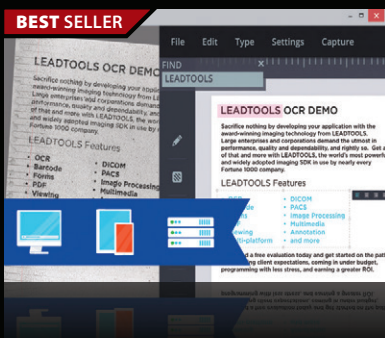 BEST SELLER
File Edit Type Settings Capture
FIND x
LEADTOOLS
LEADTOOLS OCR DEMO
Sacrifice nothing by developing your
award-winning imaging technology from
Large enterprises and corporations demand
performance, quality and dependability,
of that and more with LEADTOOLS, the
and widely adopted imaging SDK in use by
Fortune 1000 company.
LEADTOOLS Features
• OCR
• Barcode
• Forms
• PDF
• Viewing
• DICOM
• PACS
• Image Processing
• Multimedia
LEADTOOLS OCR DEMO
Sacrifice nothing by developing your application with the
award-winning imaging technology from LEADTOOLS.
Large enterprises and corporations demand the utmost in
performance, quality and dependability, and rightly so. Get a
of that and more with LEADTOOLS, the world's most powerfu
and widely adopted imaging SDK in use by nearly every
Fortune 1000 company.
LEADTOOLS Features
• DICOM
• PACS
• Image Processing
• Multimedia
• Annotation
• and more
d a free evaluation today and get started on the path
ing client expectations, coming in under budget,
programming with less stress, and earning a greater ROI.